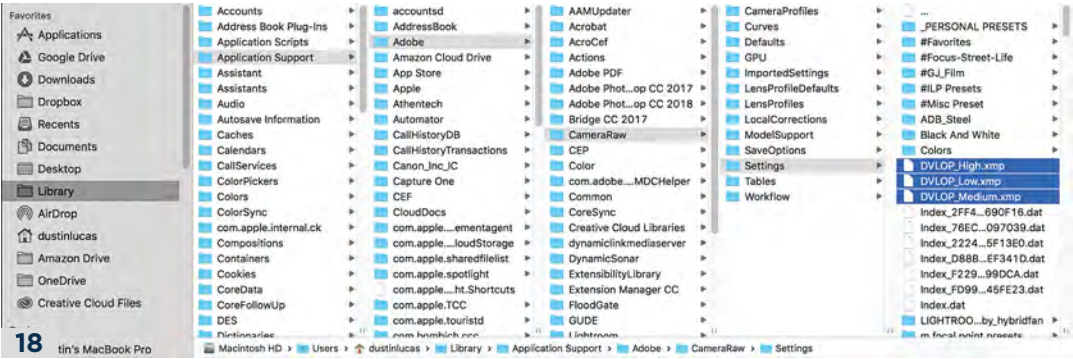 Favorites
Applications
Google Drive
Downloads
Dropbox
Recents
Documents
Desktop
Library
AirDrop
dustinlucas
Amazon Drive
OneDrive
Creative Cloud Files
18
tin's MacBook Pro
Accounts
Address Book Plug-Ins
Application Scripts
Application Support
Assistant
Assistants
Audio
Autosave Information
Caches
Calendars
CallServices
ColorPickers
Colors
ColorSync
com.apple.internal.ck
Compositions
Containers
Cookies
CoreData
CoreFollowUp
DES
Dictionaries
accountsd
AddressBook
Adobe
Amazon Cloud Drive
App Store
Apple
Athentech
Automator
CallHistoryDB
CallHistoryTransactions
Canon_Inc_IC
Capture One
CEF
CloudDocs
com.apple....ementagent
com.apple....loudStorage
com.apple.sharedfilelist
com.apple.spotlight
com.apple....ht.Shortcuts
com.apple.TCC
com.apple.touristd
com.bombich.ccc
AAMUpdater
Acrobat
AcroCef
Actions
Adobe PDF
Adobe Phot...op CC 2017
Adobe Phot...op CC 2018
Bridge CC 2017
CameraRaw
CEP
Color
com.adobe....MDCHelper
Common
CoreSync
Creative Cloud Libraries
dynamiclinkmediaserver
DynamicSonar
ExtensibilityLibrary
Extension Manager CC
FloodGate
GUDE
Lightroom
CameraProfiles
Curves
Defaults
GPU
ImportedSettings
LensProfileDefaults
LensProfiles
LocalCorrections
ModelSupport
SaveOptions
Settings
Tables
Workflow
...
_PERSONAL PRESETS
#Favorites
#Focus-Street-Life
#GJ_Film
#ILP Presets
#Misc Preset
ADB_Steel
Black And White
Colors
DVLOP_High.xmp
DVLOP_Low.xmp
DVLOP_Medium.xmp
Index_2FF4...690F16.dat
Index_76EC...097039.dat
Index_2224...5F13E0.dat
Index_D88B...EF341D.dat
Index_F229...99DCA.dat
Index_FD99...45FE23.dat
Index.dat
LIGHTROO...by_hybridfan
m focal point presets
Macintosh HD › Users › dustinlucas › Library › Application Support › Adobe › CameraRaw › Settings